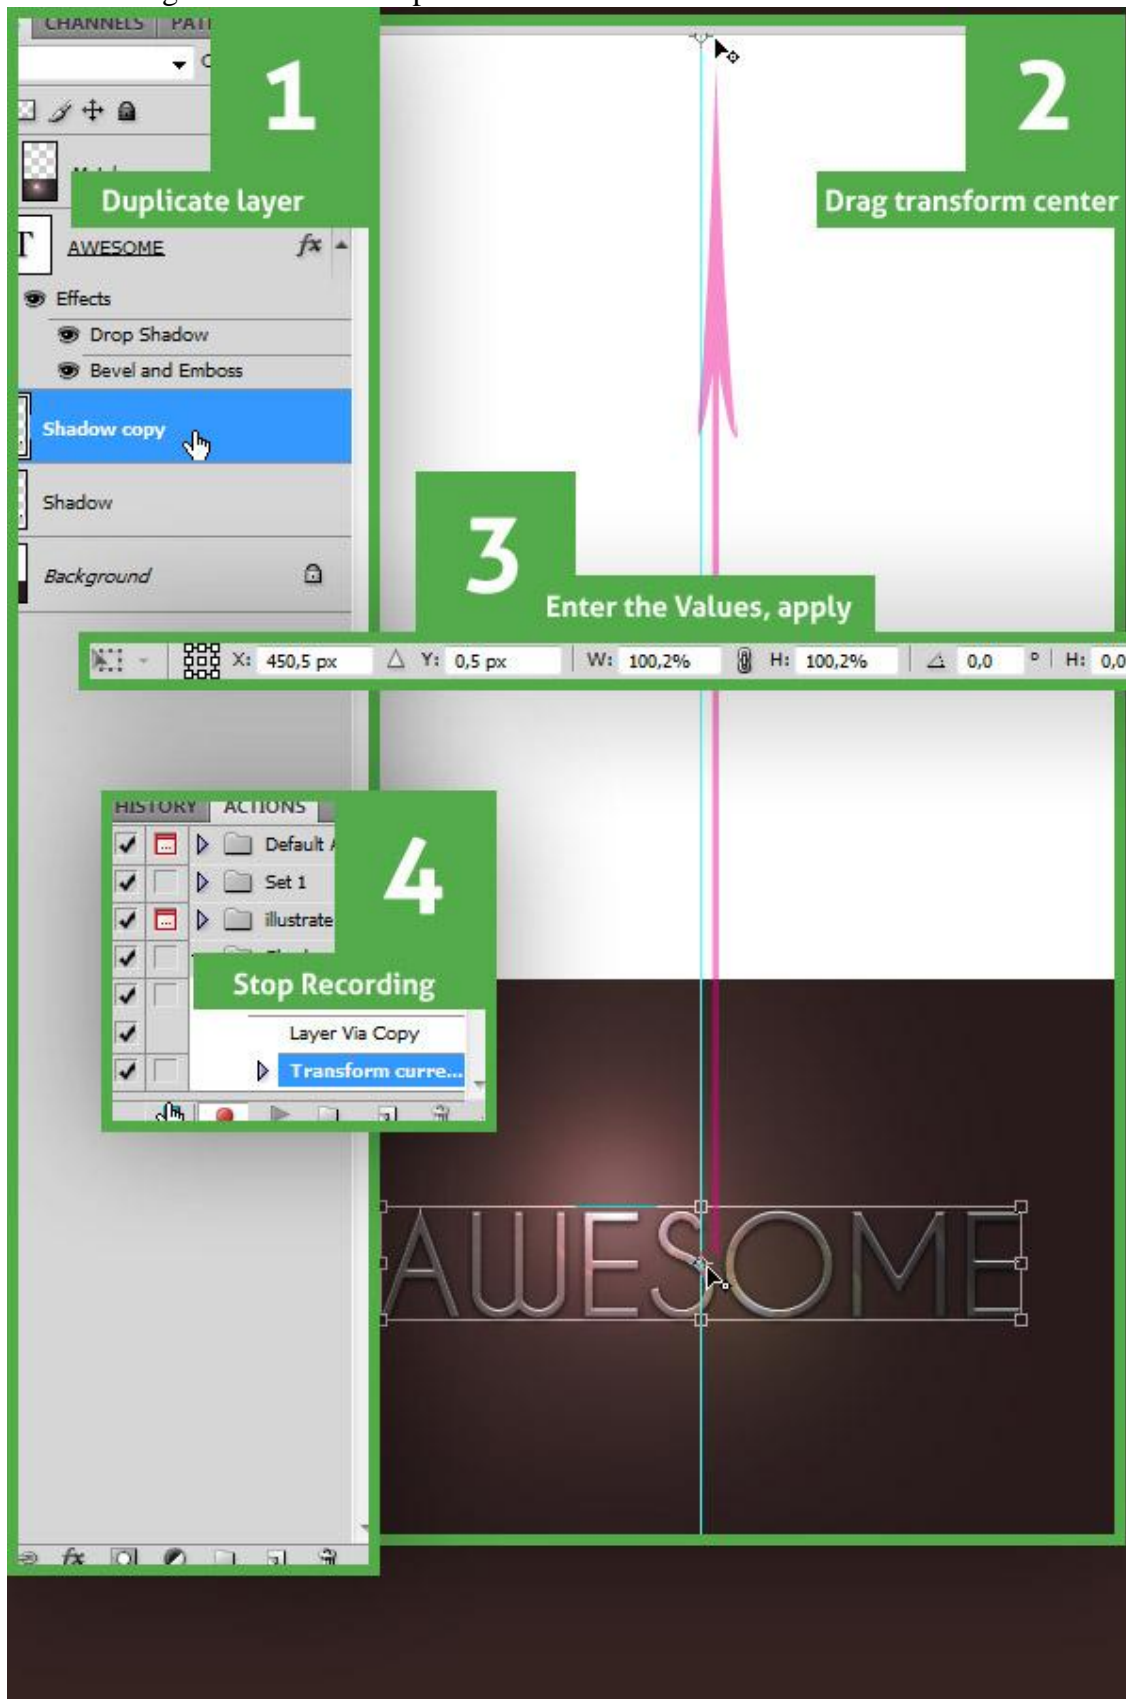 CHANNELS
1
Duplicate layer
T AWESOME fx
Effects
Drop Shadow
Bevel and Emboss
Shadow copy
Shadow
Background
2
Drag transform center
3
Enter the Values, apply
X: 450,5 px Y: 0,5 px W: 100,2% H: 100,2% 0,0 ° H: 0,0
HISTORY ACTIONS
Default
Set 1
illustrate
4
Stop Recording
Layer Via Copy
Transform curre...
AWESOME
fx